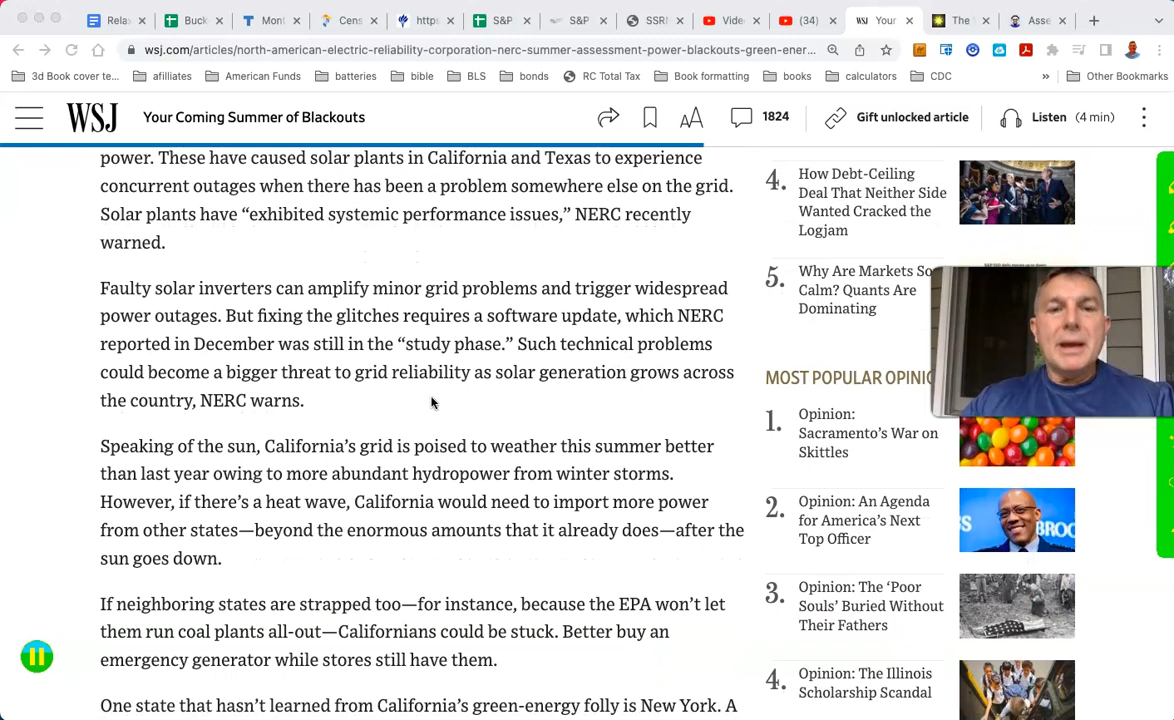 Relax
Buck
Mont
Cens
https
S&P
S&P
SSRN
Vide
(34)
Your
The
Asse
wsj.com/articles/north-american-electric-reliability-corporation-nerc-summer-assessment-power-blackouts-green-ener...
3d Book cover te...
afilliates
American Funds
batteries
bible
BLS
bonds
RC Total Tax
Book formatting
books
calculators
CDC
»
Other Bookmarks
WSJ
Your Coming Summer of Blackouts
1824
Gift unlocked article
Listen (4 min)
power. These have caused solar plants in California and Texas to experience
concurrent outages when there has been a problem somewhere else on the grid.
Solar plants have “exhibited systemic performance issues,” NERC recently
warned.
Faulty solar inverters can amplify minor grid problems and trigger widespread
power outages. But fixing the glitches requires a software update, which NERC
reported in December was still in the “study phase.” Such technical problems
could become a bigger threat to grid reliability as solar generation grows across
the country, NERC warns.
Speaking of the sun, California’s grid is poised to weather this summer better
than last year owing to more abundant hydropower from winter storms.
However, if there’s a heat wave, California would need to import more power
from other states—beyond the enormous amounts that it already does—after the
sun goes down.
If neighboring states are strapped too—for instance, because the EPA won’t let
them run coal plants all-out—Californians could be stuck. Better buy an
emergency generator while stores still have them.
One state that hasn’t learned from California’s green-energy folly is New York. A
4.
How Debt-Ceiling
Deal That Neither Side
Wanted Cracked the
Logjam
5.
Why Are Markets So
Calm? Quants Are
Dominating
MOST POPULAR OPINIO
1.
Opinion:
Sacramento’s War on
Skittles
2.
Opinion: An Agenda
for America’s Next
Top Officer
3.
Opinion: The ‘Poor
Souls’ Buried Without
Their Fathers
4.
Opinion: The Illinois
Scholarship Scandal